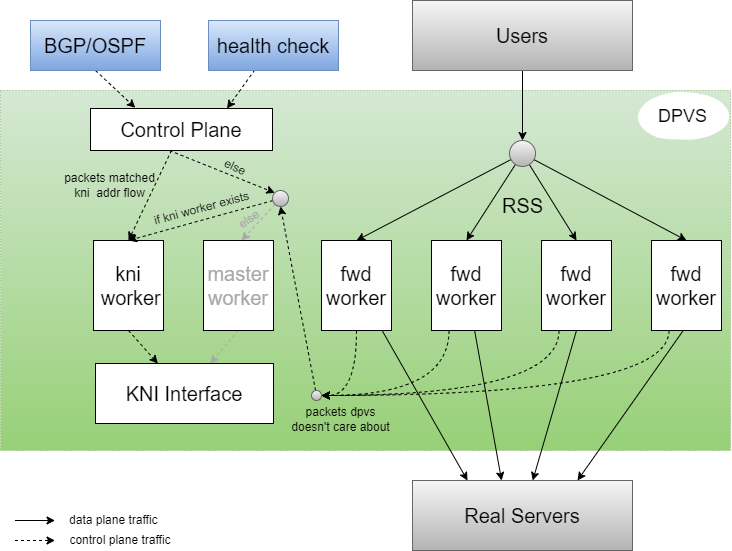 BGP/OSPF
health check
Users
DPVS
Control Plane
packets matched
kni addr flow
else
if kni worker exists
else
RSS
kni
worker
master
worker
fwd
worker
fwd
worker
fwd
worker
fwd
worker
KNI Interface
packets dpvs
doesn't care about
Real Servers
data plane traffic
control plane traffic